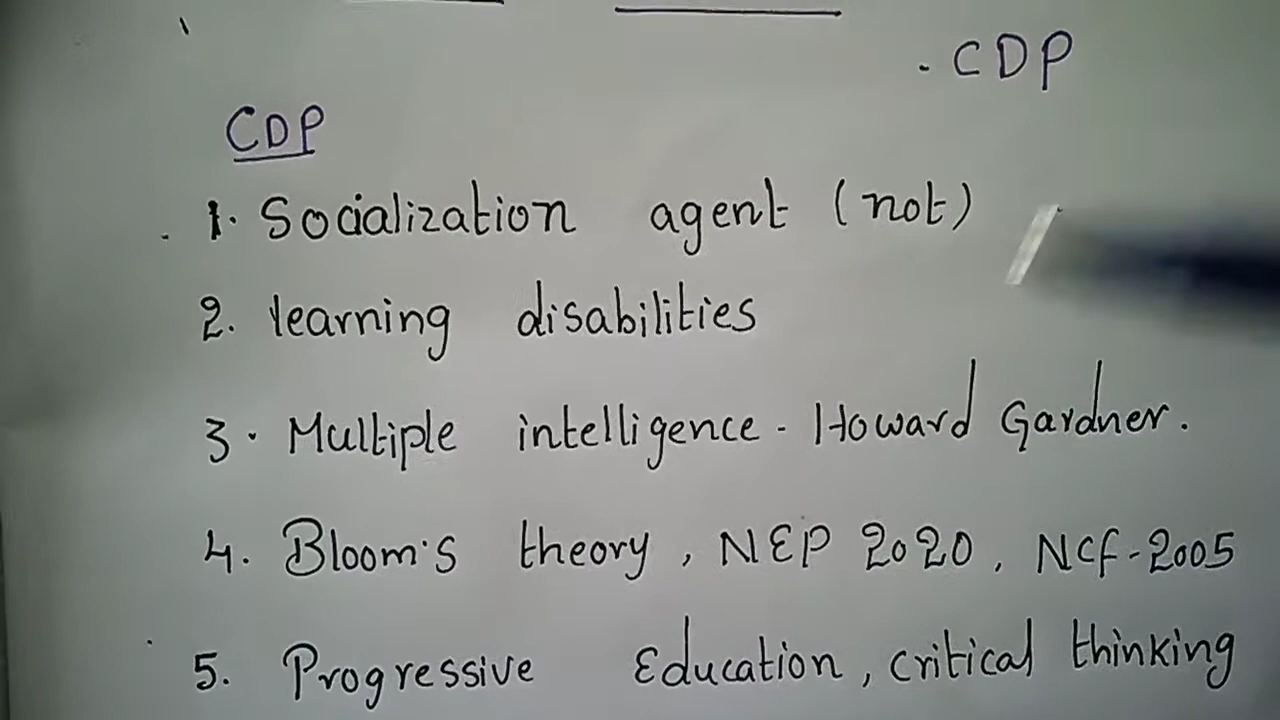 - CDP
CDP
1. Socialization agent (not)
2. learning disabilities
3. Multiple intelligence - Howard Gardner.
4. Bloom's theory, NEP 2020, NCF-2005
5. Progressive Education, critical thinking